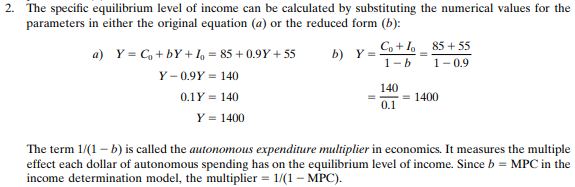 2. The specific equilibrium level of income can be calculated by substituting the numerical values for the
parameters in either the original equation (a) or the reduced form (b):
a) Y = C₀ + bY + I₀ = 85 + 0.9Y + 55
Y – 0.9Y = 140
0.1Y = 140
Y = 1400
b) Y = (C₀ + I₀)/(1 – b) = (85 + 55)/(1 – 0.9)
= 140/0.1 = 1400
The term 1/(1 – b) is called the autonomous expenditure multiplier in economics. It measures the multiple
effect each dollar of autonomous spending has on the equilibrium level of income. Since b = MPC in the
income determination model, the multiplier = 1/(1 – MPC).